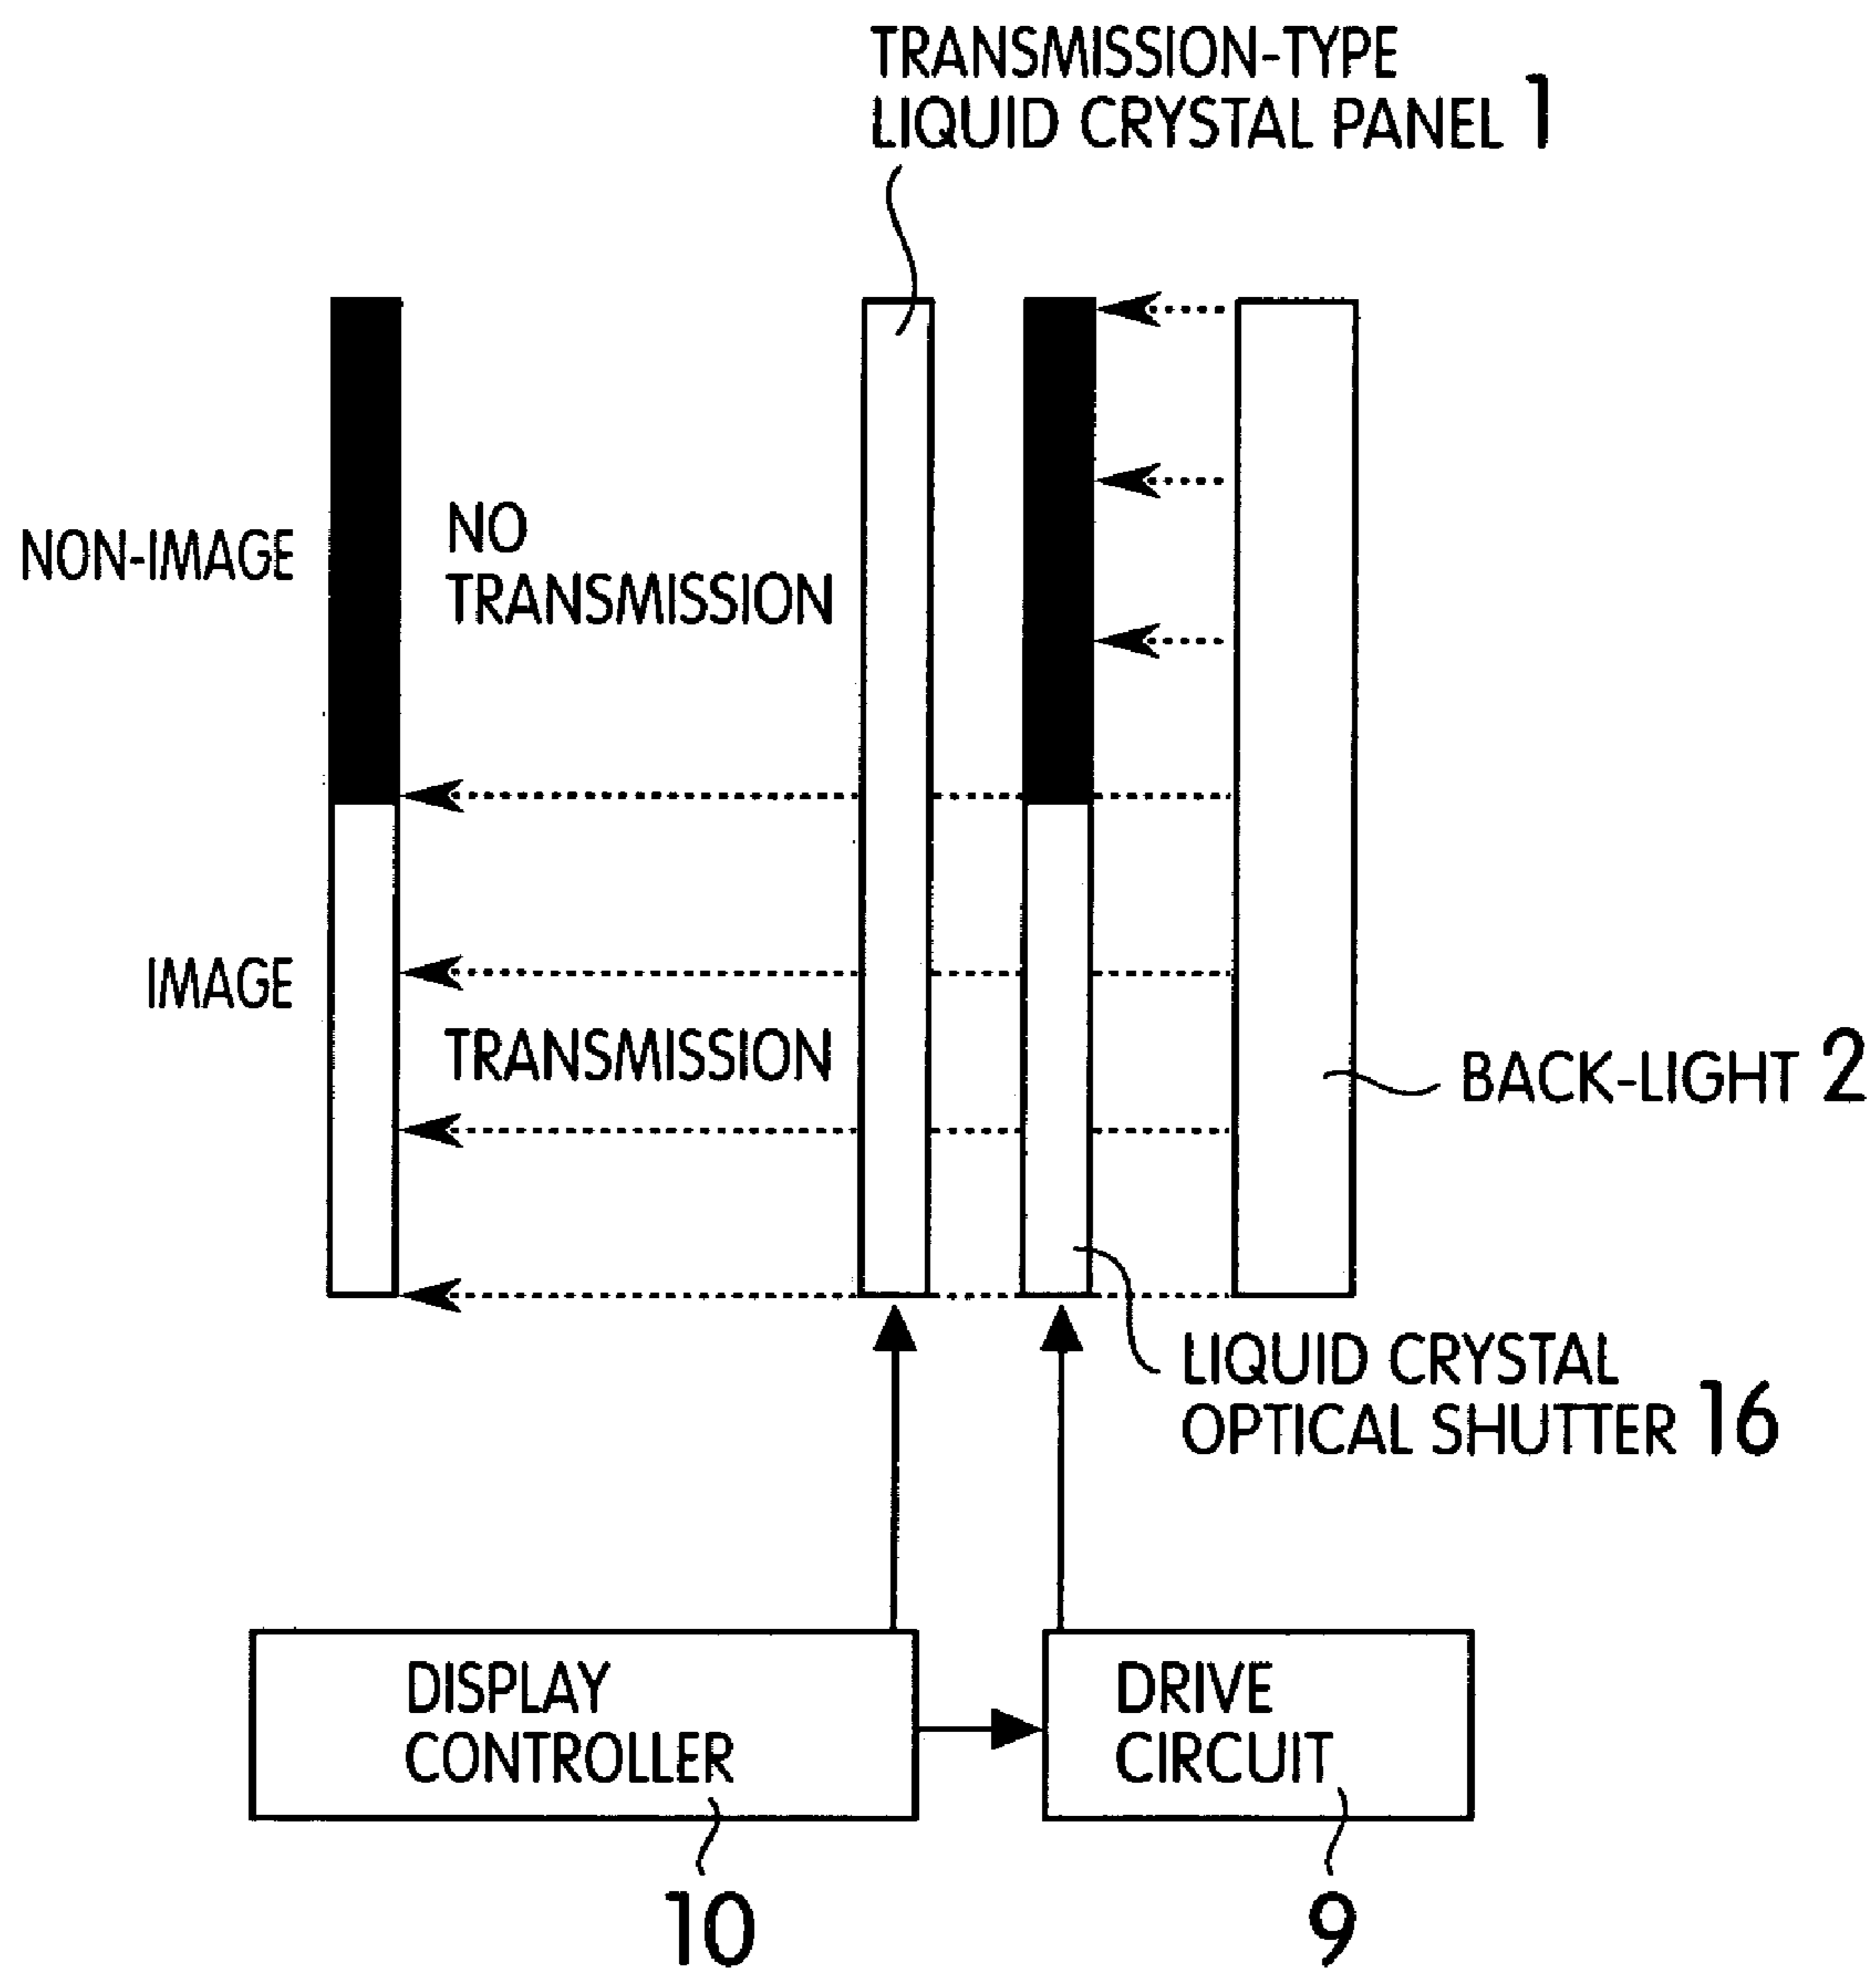 TRANSMISSION-TYPE
LIQUID CRYSTAL PANEL 1
NO
NON-IMAGE
TRANSMISSION
IMAGE
TRANSMISSION
BACK-LIGHT 2
LIQUID CRYSTAL
OPTICAL SHUTTER 16
DISPLAY
CONTROLLER
DRIVE
CIRCUIT
10
9